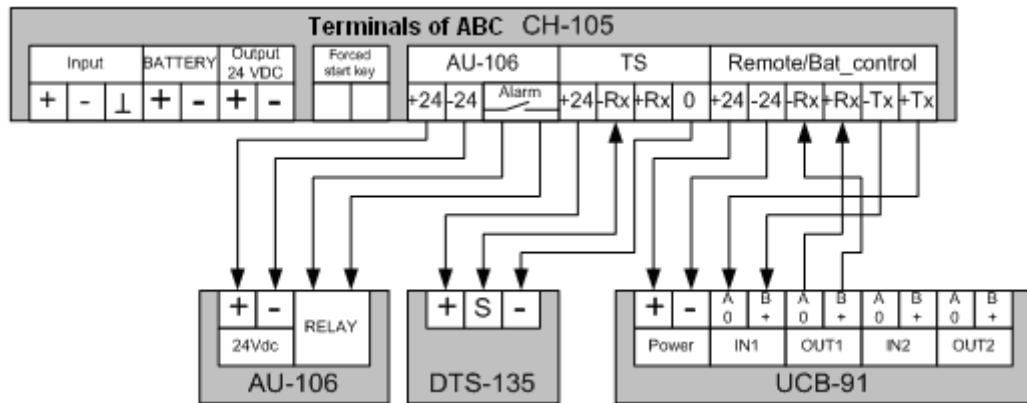 Terminals of ABC CH-105
Input BATTERY Output 24 VDC Forced start key AU-106 TS Remote/Bat_control
+ - ⊥ + - + - +24 -24 Alarm +24 -Rx +Rx 0 +24 -24 -Rx +Rx -Tx +Tx
+ - RELAY + S - + - A 0 B + A 0 B + A 0 B + A 0 B +
24Vdc Power IN1 OUT1 IN2 OUT2
AU-106 DTS-135 UCB-91